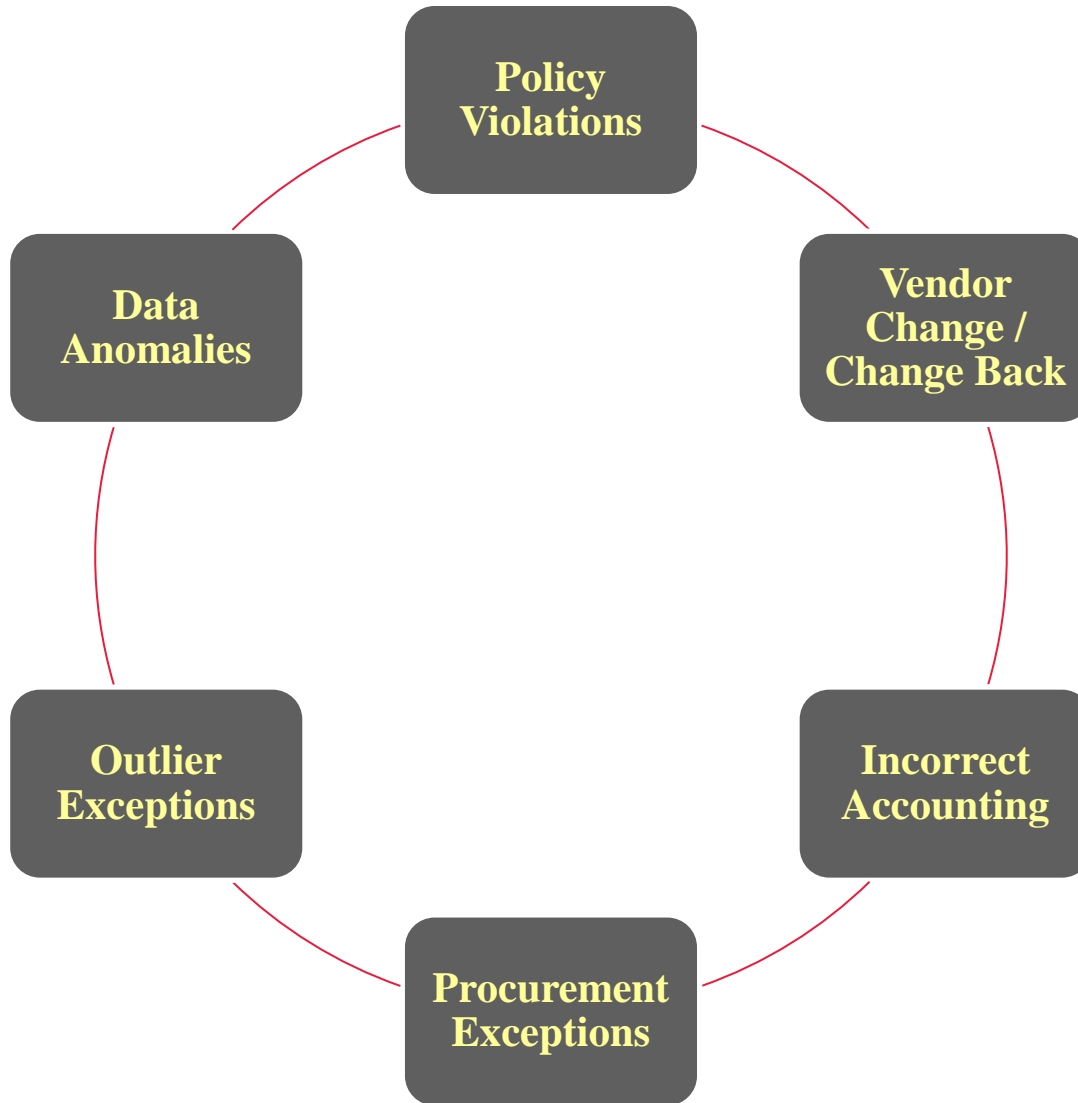 Policy
Violations
Vendor
Change /
Change Back
Incorrect
Accounting
Procurement
Exceptions
Outlier
Exceptions
Data
Anomalies